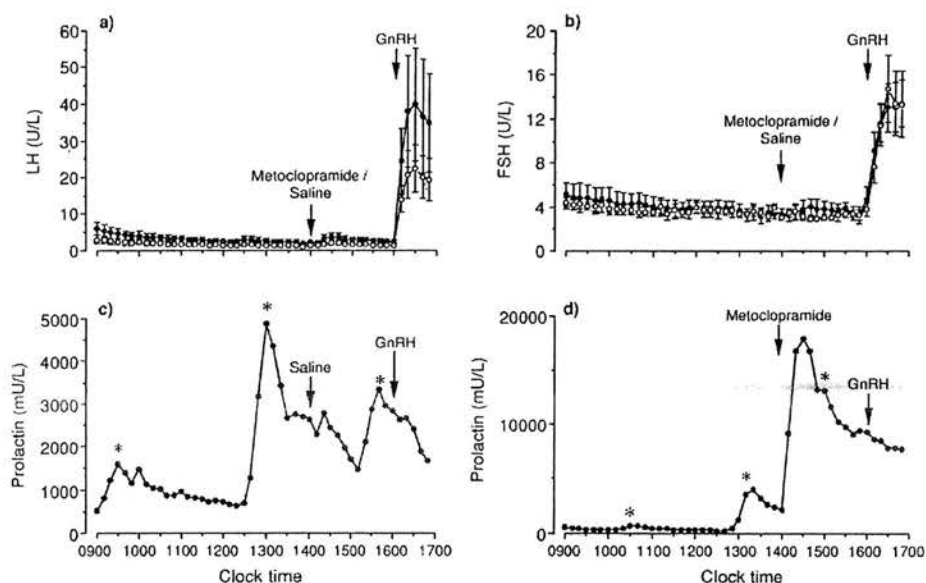 a)
GnRH
60
50
40
30
20
10
0
LH (U/L)
Metoclopramide /
Saline
b)
GnRH
20
16
12
8
4
0
FSH (U/L)
Metoclopramide /
Saline
c)
*
*
*
Saline
GnRH
5000
4000
3000
2000
1000
0
Prolactin (mU/L)
0900 1000 1100 1200 1300 1400 1500 1600 1700
Clock time
d)
Metoclopramide
*
*
*
GnRH
20000
10000
0
Prolactin (mU/L)
0900 1000 1100 1200 1300 1400 1500 1600 1700
Clock time